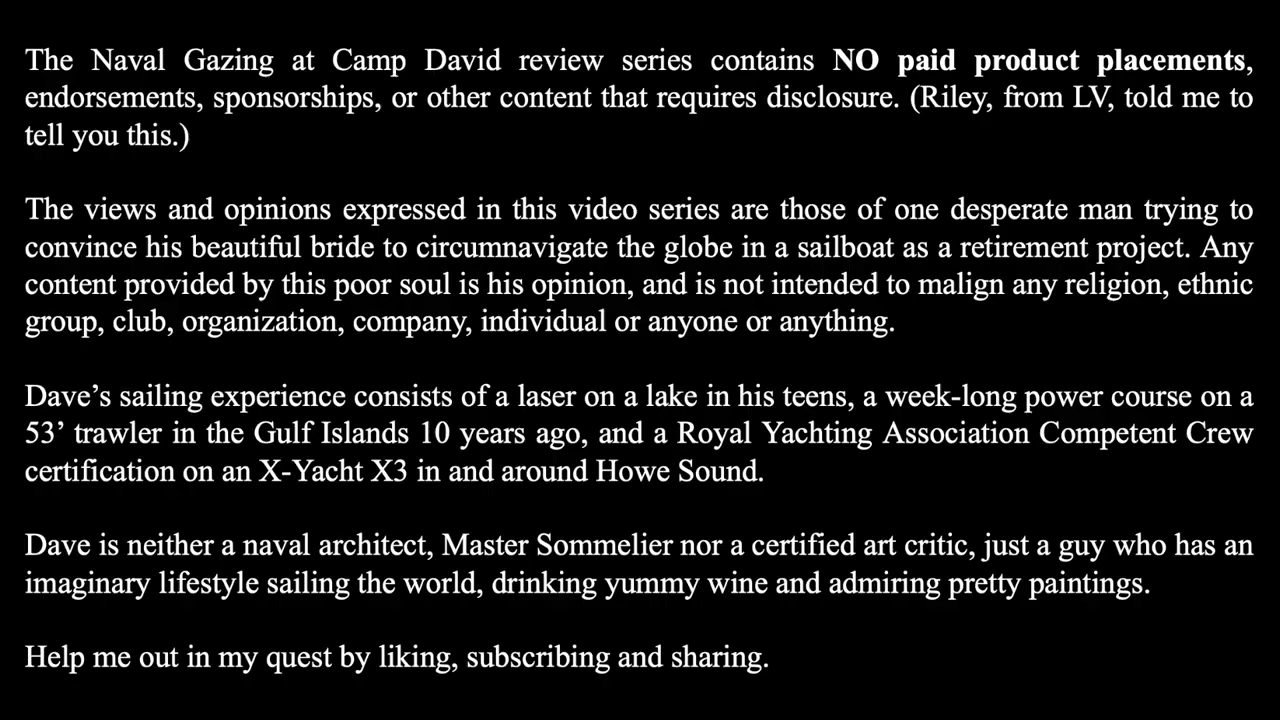 The Naval Gazing at Camp David review series contains NO paid product placements,
endorsements, sponsorships, or other content that requires disclosure. (Riley, from LV, told me to
tell you this.)
The views and opinions expressed in this video series are those of one desperate man trying to
convince his beautiful bride to circumnavigate the globe in a sailboat as a retirement project. Any
content provided by this poor soul is his opinion, and is not intended to malign any religion, ethnic
group, club, organization, company, individual or anyone or anything.
Dave’s sailing experience consists of a laser on a lake in his teens, a week-long power course on a
53’ trawler in the Gulf Islands 10 years ago, and a Royal Yachting Association Competent Crew
certification on an X-Yacht X3 in and around Howe Sound.
Dave is neither a naval architect, Master Sommelier nor a certified art critic, just a guy who has an
imaginary lifestyle sailing the world, drinking yummy wine and admiring pretty paintings.
Help me out in my quest by liking, subscribing and sharing.